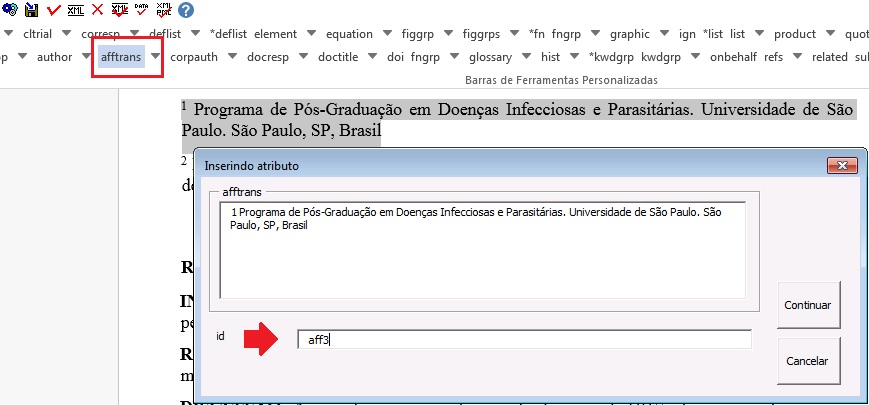 DATA XML
XML XML XML PMC ?
cltrial corresp deflist *deflist element equation figgrp figgrps *fn fngrp graphic ign *list list product quot
op author afftrans corpauth docresp doctitle doi fngrp glossary hist *kwdgrp kwdgrp onbehalf refs related sub
Barras de Ferramentas Personalizadas
1 Programa de Pós-Graduação em Doenças Infecciosas e Parasitárias. Universidade de São
Paulo. São Paulo, SP, Brasil
2
Inserindo atributo
afftrans
1 Programa de Pós-Graduação em Doenças Infecciosas e Parasitárias. Universidade de São Paulo. São
Paulo, SP, Brasil
Continuar
id aff3
Cancelar